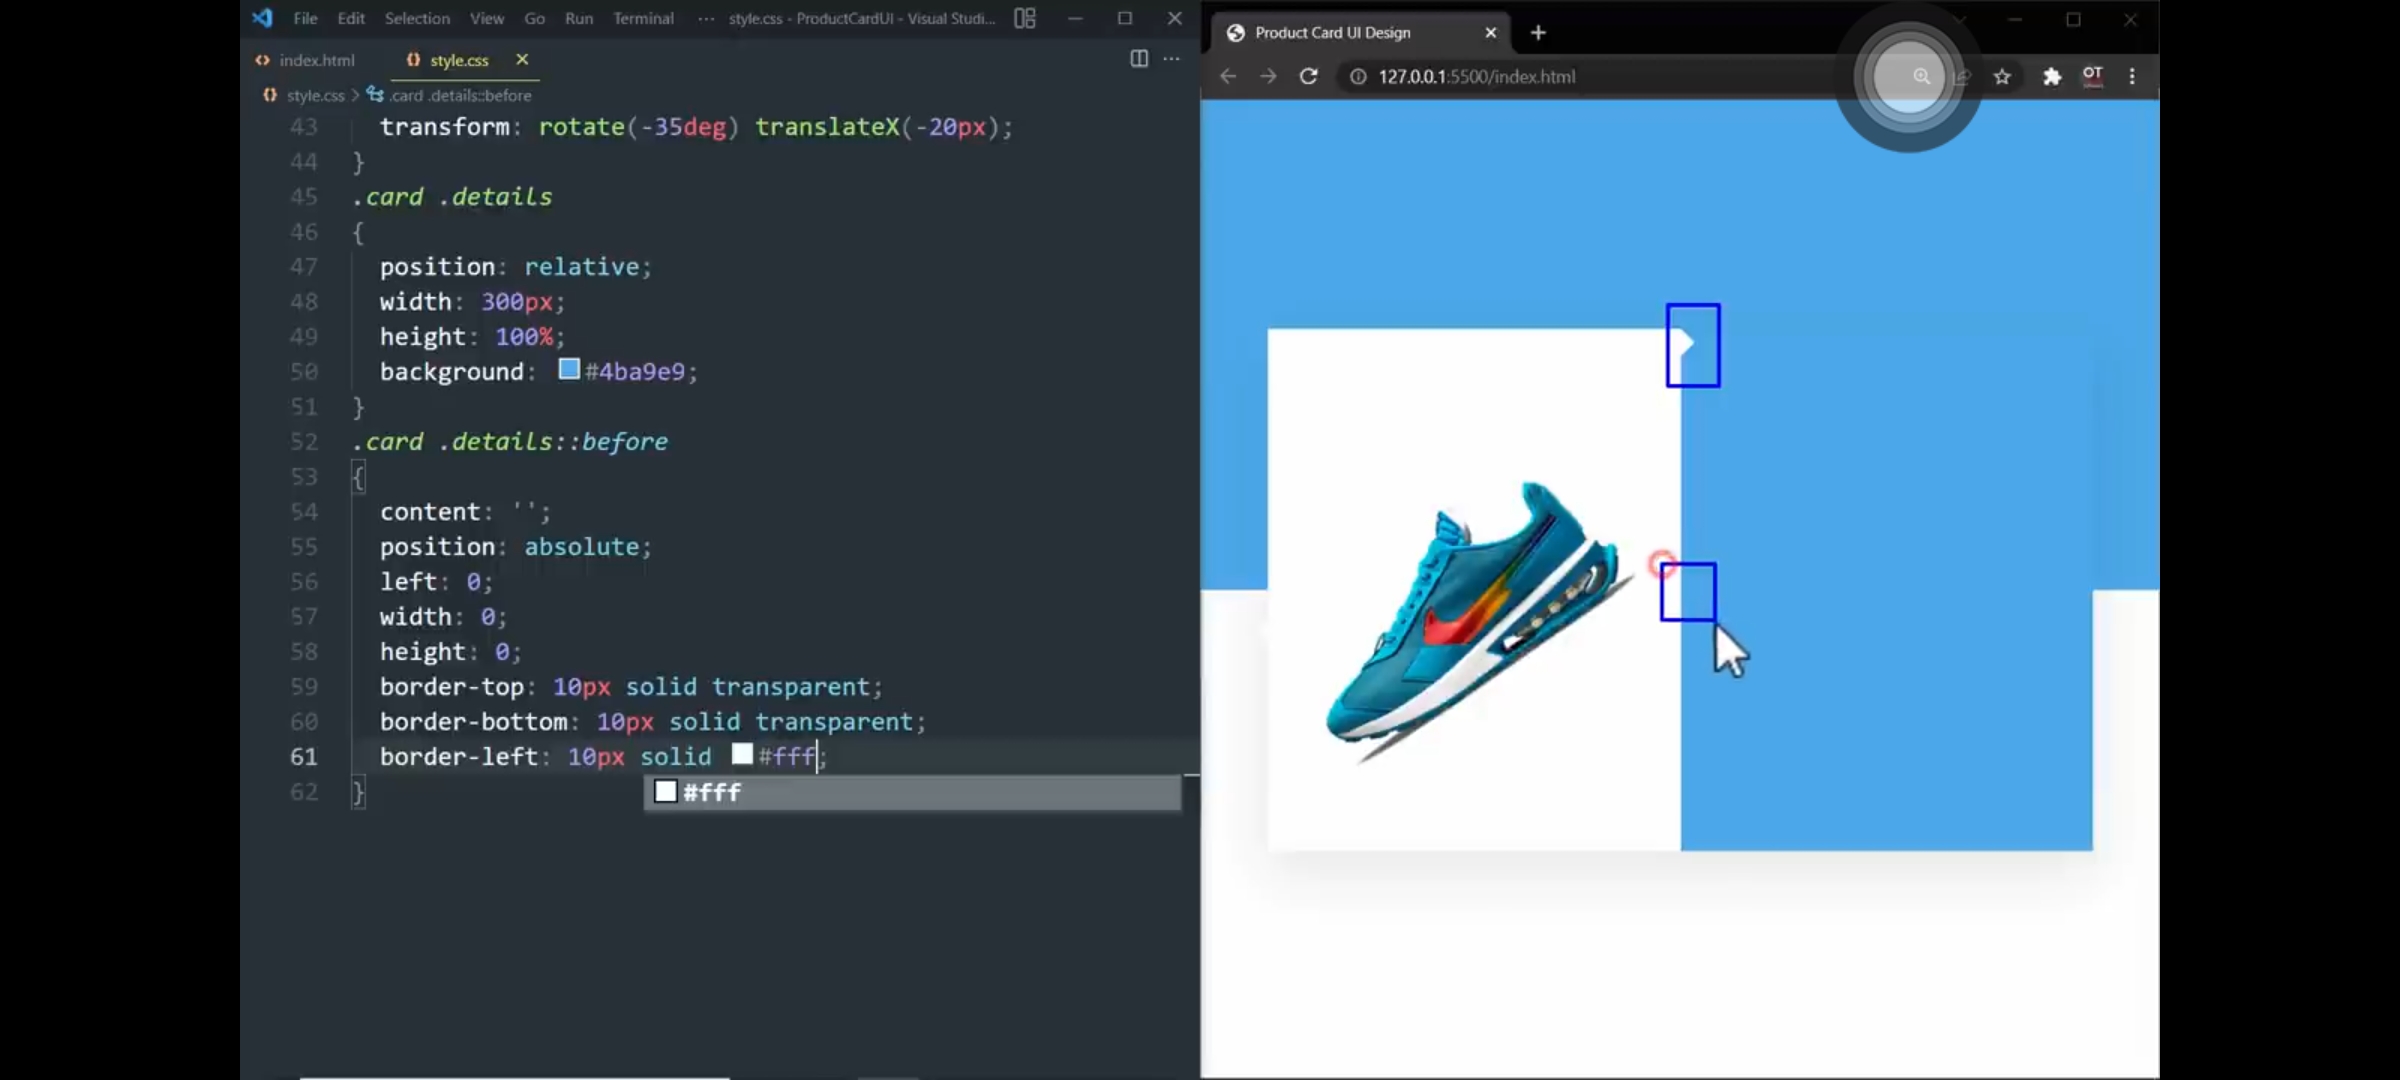 File Edit Selection View Go Run Terminal ··· style.css - ProductCardUI - Visual Studi...
index.html style.css
style.css > .card .details::before
43 transform: rotate(-35deg) translateX(-20px);
44 }
45 .card .details
46 {
47 position: relative;
48 width: 300px;
49 height: 100%;
50 background: #4ba9e9;
51 }
52 .card .details::before
53 {
54 content: '';
55 position: absolute;
56 left: 0;
57 width: 0;
58 height: 0;
59 border-top: 10px solid transparent;
60 border-bottom: 10px solid transparent;
61 border-left: 10px solid #fff;
62 }
#fff
Product Card UI Design
127.0.0.1:5500/index.html
OT